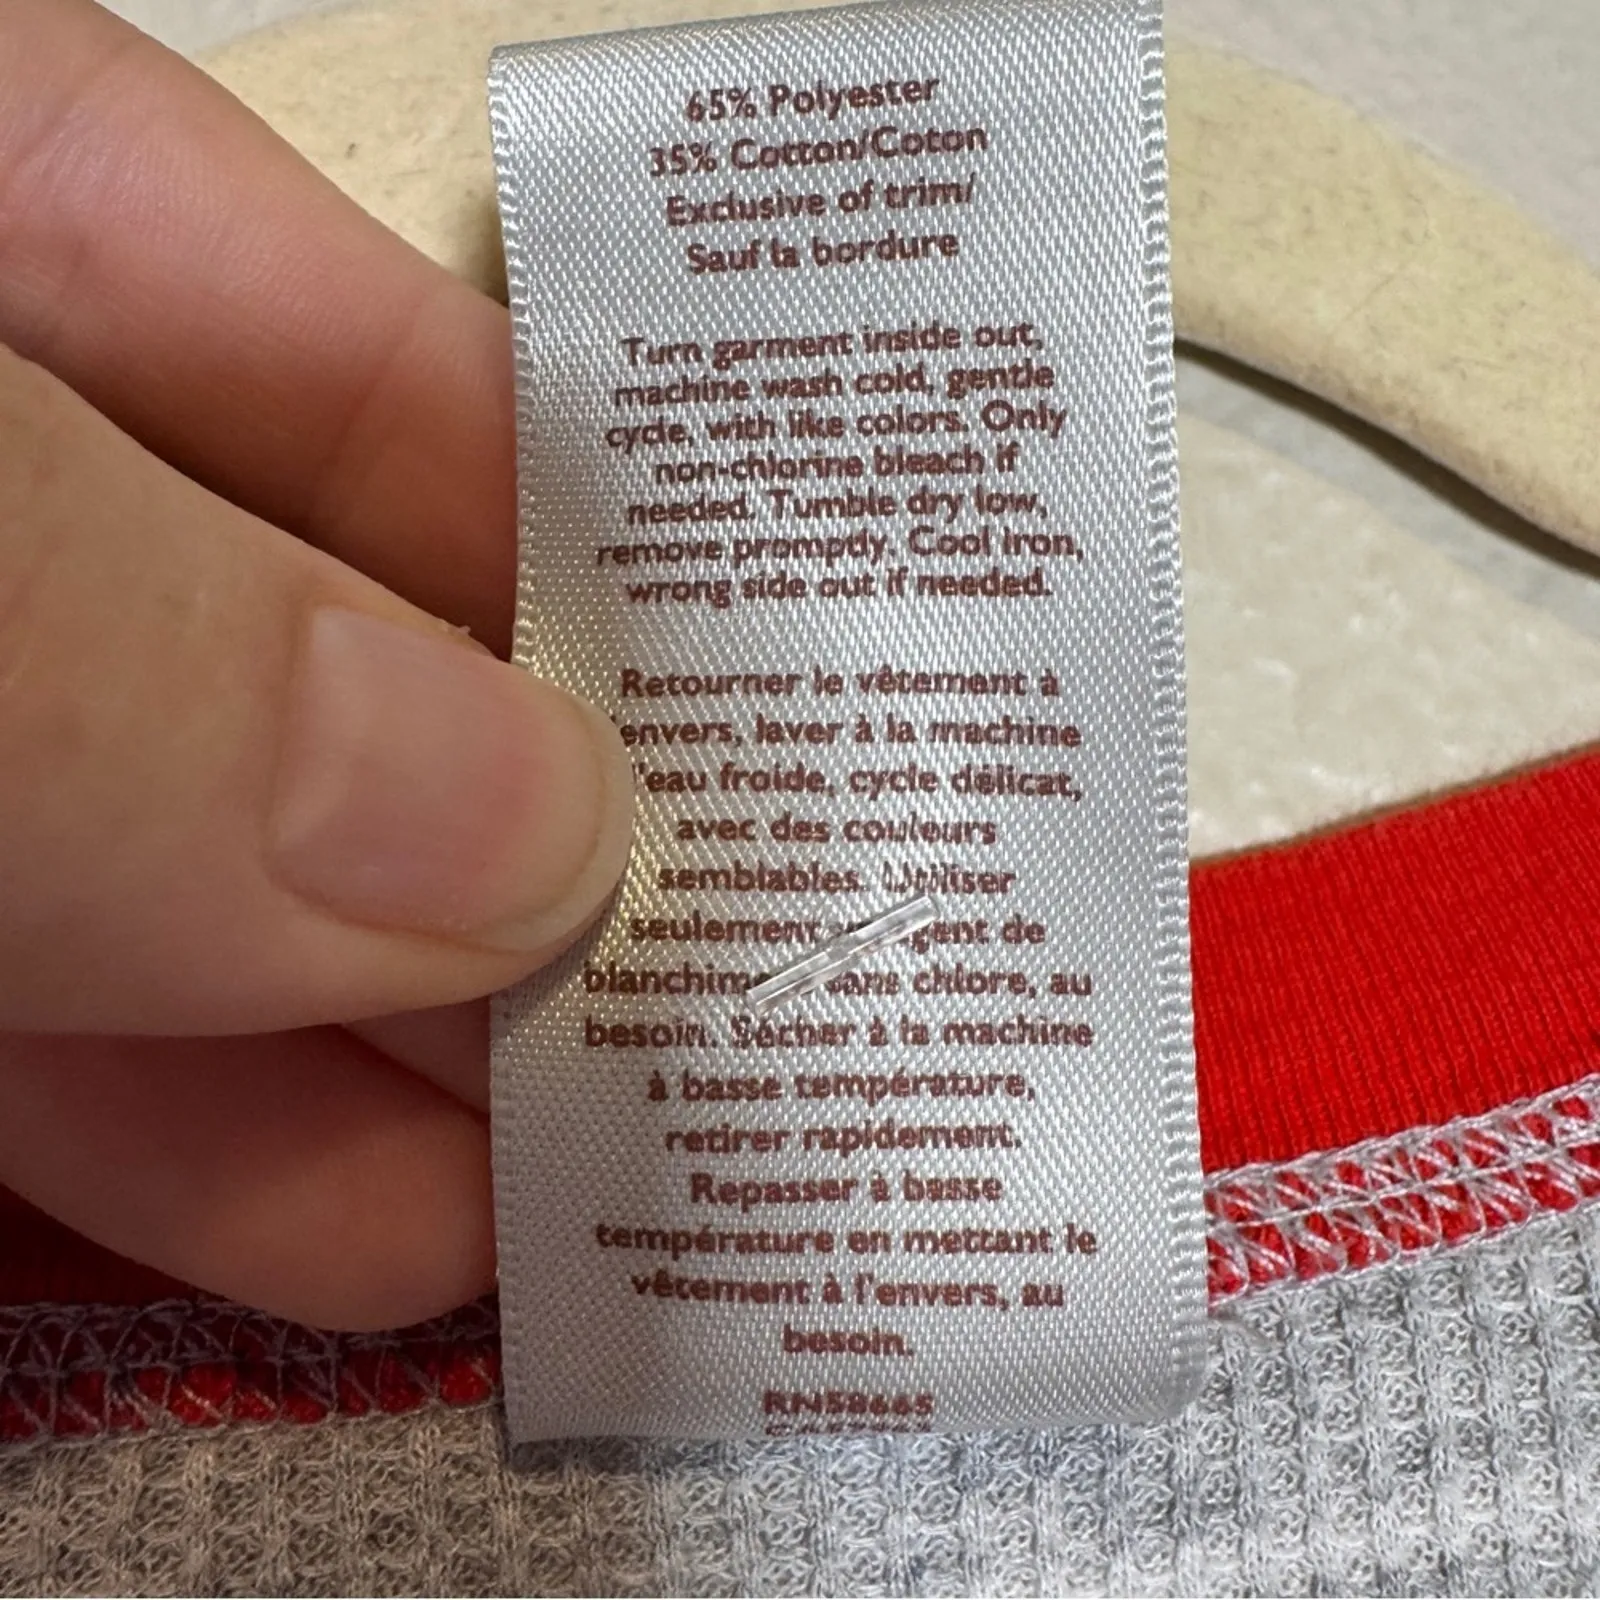 65% Polyester
35% Cotton/Coton
Exclusive of trim/
Sauf la bordure
Turn garment inside out,
machine wash cold, gentle
cycle, with like colors. Only
non-chlorine bleach if
needed. Tumble dry low,
remove promptly. Cool iron,
wrong side out if needed.
Retourner le vêtement à
'envers, laver à la machine
l'eau froide, cycle délicat,
avec des couleurs
semblables. Utiliser
seulement de
sans chlore, au
besoin. Sécher à la machine
à basse température,
retirer rapidement.
Repasser à basse
température en mettant le
vêtement à l'envers, au
besoin.
RN58665